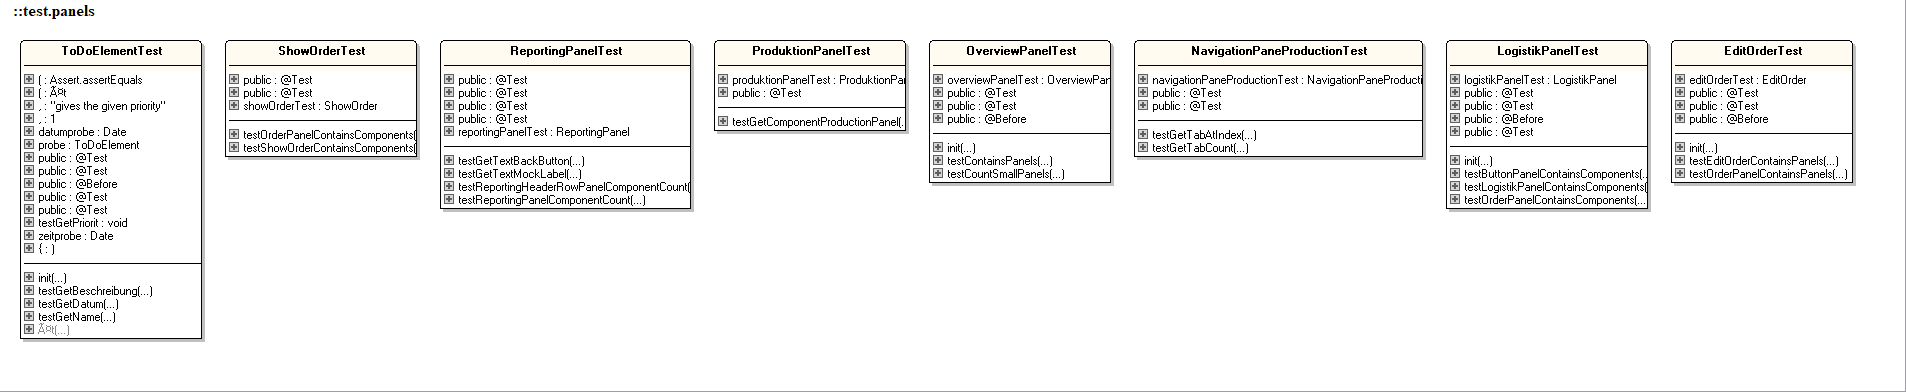 ::test.panels
ToDoElementTest
( : Assert.assertEquals
( : Ã¤t
, : "gives the given priority"
, : 1
datumprobe : Date
probe : ToDoElement
public : @Test
public : @Test
public : @Before
public : @Test
public : @Test
testGetPriorit : void
zeitprobe : Date
{ : }
init(...)
testGetBeschreibung(...)
testGetDatum(...)
testGetName(...)
Ã¤t(...)
ShowOrderTest
public : @Test
public : @Test
showOrderTest : ShowOrder
testOrderPanelContainsComponents(
testShowOrderContainsComponents(
ReportingPanelTest
public : @Test
public : @Test
public : @Test
public : @Test
reportingPanelTest : ReportingPanel
testGetTextBackButton(...)
testGetTextMockLabel(...)
testReportingHeaderRowPanelComponentCount(
testReportingPanelComponentCount(...)
ProduktionPanelTest
produktionPanelTest : ProduktionPar
public : @Test
testGetComponentProductionPanel(..
OverviewPanelTest
overviewPanelTest : OverviewPan
public : @Test
public : @Test
public : @Before
init(...)
testContainsPanels(...)
testCountSmallPanels(...)
NavigationPaneProductionTest
navigationPaneProductionTest : NavigationPaneProducti
public : @Test
public : @Test
testGetTabAtIndex(...)
testGetTabCount(...)
LogistikPanelTest
logistikPanelTest : LogistikPanel
public : @Test
public : @Test
public : @Before
public : @Test
init(...)
testButtonPanelContainsComponents(..
testLogistikPanelContainsComponents(
testOrderPanelContainsComponents(...
EditOrderTest
editOrderTest : EditOrder
public : @Test
public : @Test
public : @Before
init(...)
testEditOrderContainsPanels(...)
testOrderPanelContainsPanels(...)